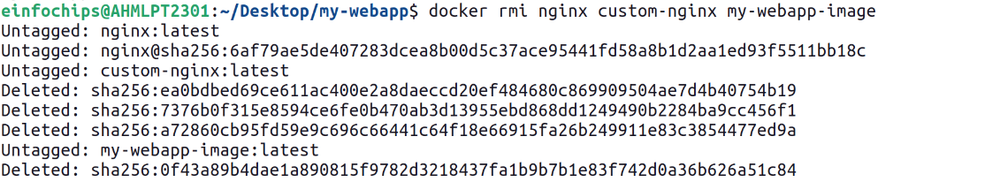 einfochips@AHMLPT2301:~/Desktop/my-webapp$ docker rmi nginx custom-nginx my-webapp-image
Untagged: nginx:latest
Untagged: nginx@sha256:6af79ae5de407283dcea8b00d5c37ace95441fd58a8b1d2aa1ed93f5511bb18c
Untagged: custom-nginx:latest
Deleted: sha256:ea0bdbed69ce611ac400e2a8daeccd20ef484680c869909504ae7d4b40754b19
Deleted: sha256:7376b0f315e8594ce6fe0b470ab3d13955ebd868dd1249490b2284ba9cc456f1
Deleted: sha256:a72860cb95fd59e9c696c66441c64f18e66915fa26b249911e83c3854477ed9a
Untagged: my-webapp-image:latest
Deleted: sha256:0f43a89b4dae1a890815f9782d3218437fa1b9b7b1e83f742d0a36b626a51c84